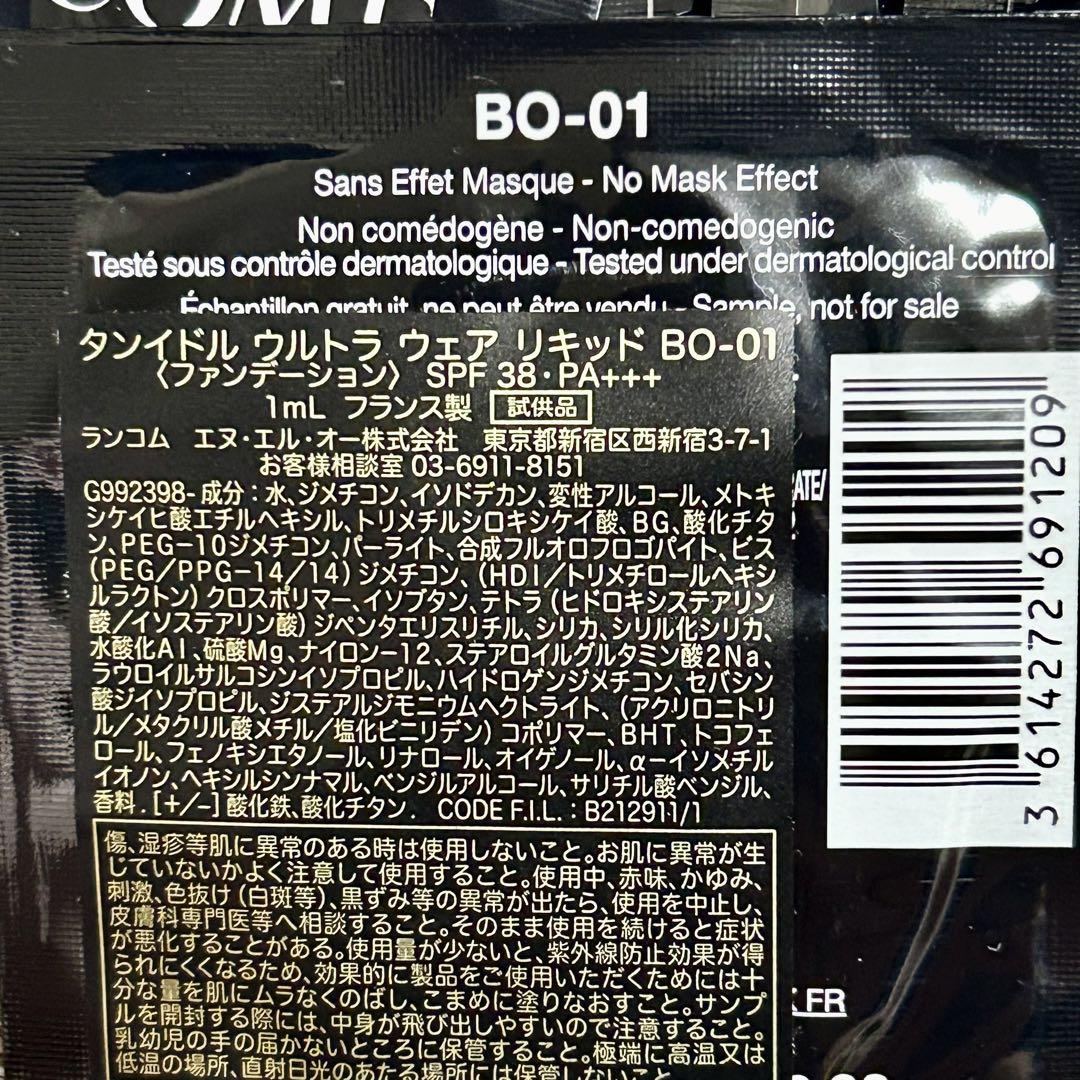 BO-01
Sans Effet Masque - No Mask Effect
Non comédogène - Non-comedogenic
Testé sous contrôle dermatologique - Tested under dermatological control
Échantillon gratuit, ne peut être vendu - Sample, not for sale
タンイドル ウルトラ ウェア リキッド BO-01
〈ファンデーション〉 SPF 38・PA+++
1mL フランス製 試供品
ランコム エヌ・エル・オー株式会社 東京都新宿区西新宿3-7-1
お客様相談室 03-6911-8151
G992398-成分：水、ジメチコン、イソドデカン、変性アルコール、メトキ
シケイヒ酸エチルヘキシル、トリメチルシロキシケイ酸、BG、酸化チタ
ン、PEG-10ジメチコン、パーライト、合成フルオロフロゴパイト、ビス
(PEG/PPG-14/14)ジメチコン、(HDI/トリメチロールヘキシ
ルラクトン)クロスポリマー、イソブタン、テトラ(ヒドロキシステアリン
酸/イソステアリン酸)ジペンタエリスリチル、シリカ、シリル化シリカ、
水酸化Al、硫酸Mg、ナイロン-12、ステアロイルグルタミン酸2Na、
ラウロイルサルコシンイソプロピル、ハイドロゲンジメチコン、セバシン
酸ジイソプロピル、ジステアルジモニウムヘクトライト、(アクリロニトリ
ル/メタクリル酸メチル/塩化ビニリデン)コポリマー、BHT、トコフェ
ロール、フェノキシエタノール、リナロール、オイゲノール、α-イソメチル
イオノン、ヘキシルシンナマル、ベンジルアルコール、サリチル酸ベンジル、
香料. [+/-]酸化鉄、酸化チタン. CODE F.I.L.：B212911/1
傷、湿疹等肌に異常のある時は使用しないこと。お肌に異常が生
じていないかよく注意して使用すること。使用中、赤味、かゆみ、
刺激、色抜け(白斑等)、黒ずみ等の異常が出たら、使用を中止し、
皮膚科専門医等へ相談すること。そのまま使用を続けると症状
が悪化することがある。使用量が少ないと、紫外線防止効果が得
られにくくなるため、効果的に製品をご使用いただくためには十
分な量を肌にムラなくのばし、こまめに塗りなおすこと。サンプ
ルを開封する際には、中身が飛び出しやすいので注意すること。
乳幼児の手の届かないところに保管すること。極端に高温又は
低温の場所、直射日光のあたる場所には保管しないこと
ATE/
FR
3 614272 691209